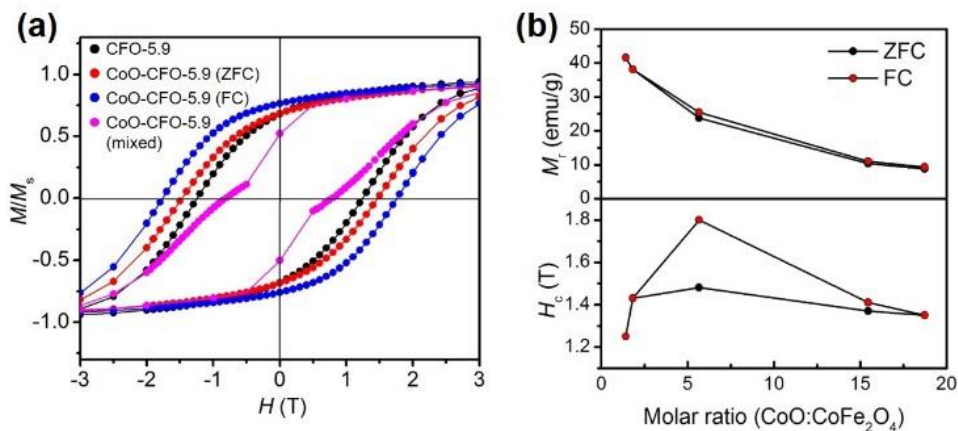 (a)
CFO-5.9
CoO-CFO-5.9 (ZFC)
CoO-CFO-5.9 (FC)
CoO-CFO-5.9
(mixed)
1.0
0.5
0.0
-0.5
-1.0
M/Ms
-3 -2 -1 0 1 2 3
H (T)
(b)
ZFC
FC
50
40
30
20
10
0
Mr (emu/g)
1.8
1.6
1.4
1.2
Hc (T)
0 5 10 15 20
Molar ratio (CoO:CoFe2O4)